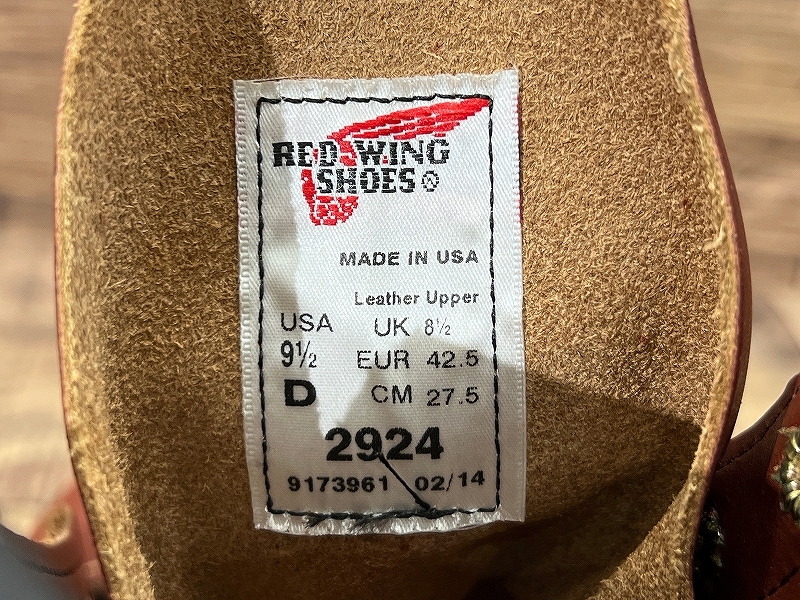 RED WING
SHOES
MADE IN USA
Leather Upper
USA UK 8½
9½ EUR 42.5
D CM 27.5
2924
9173961 02/14